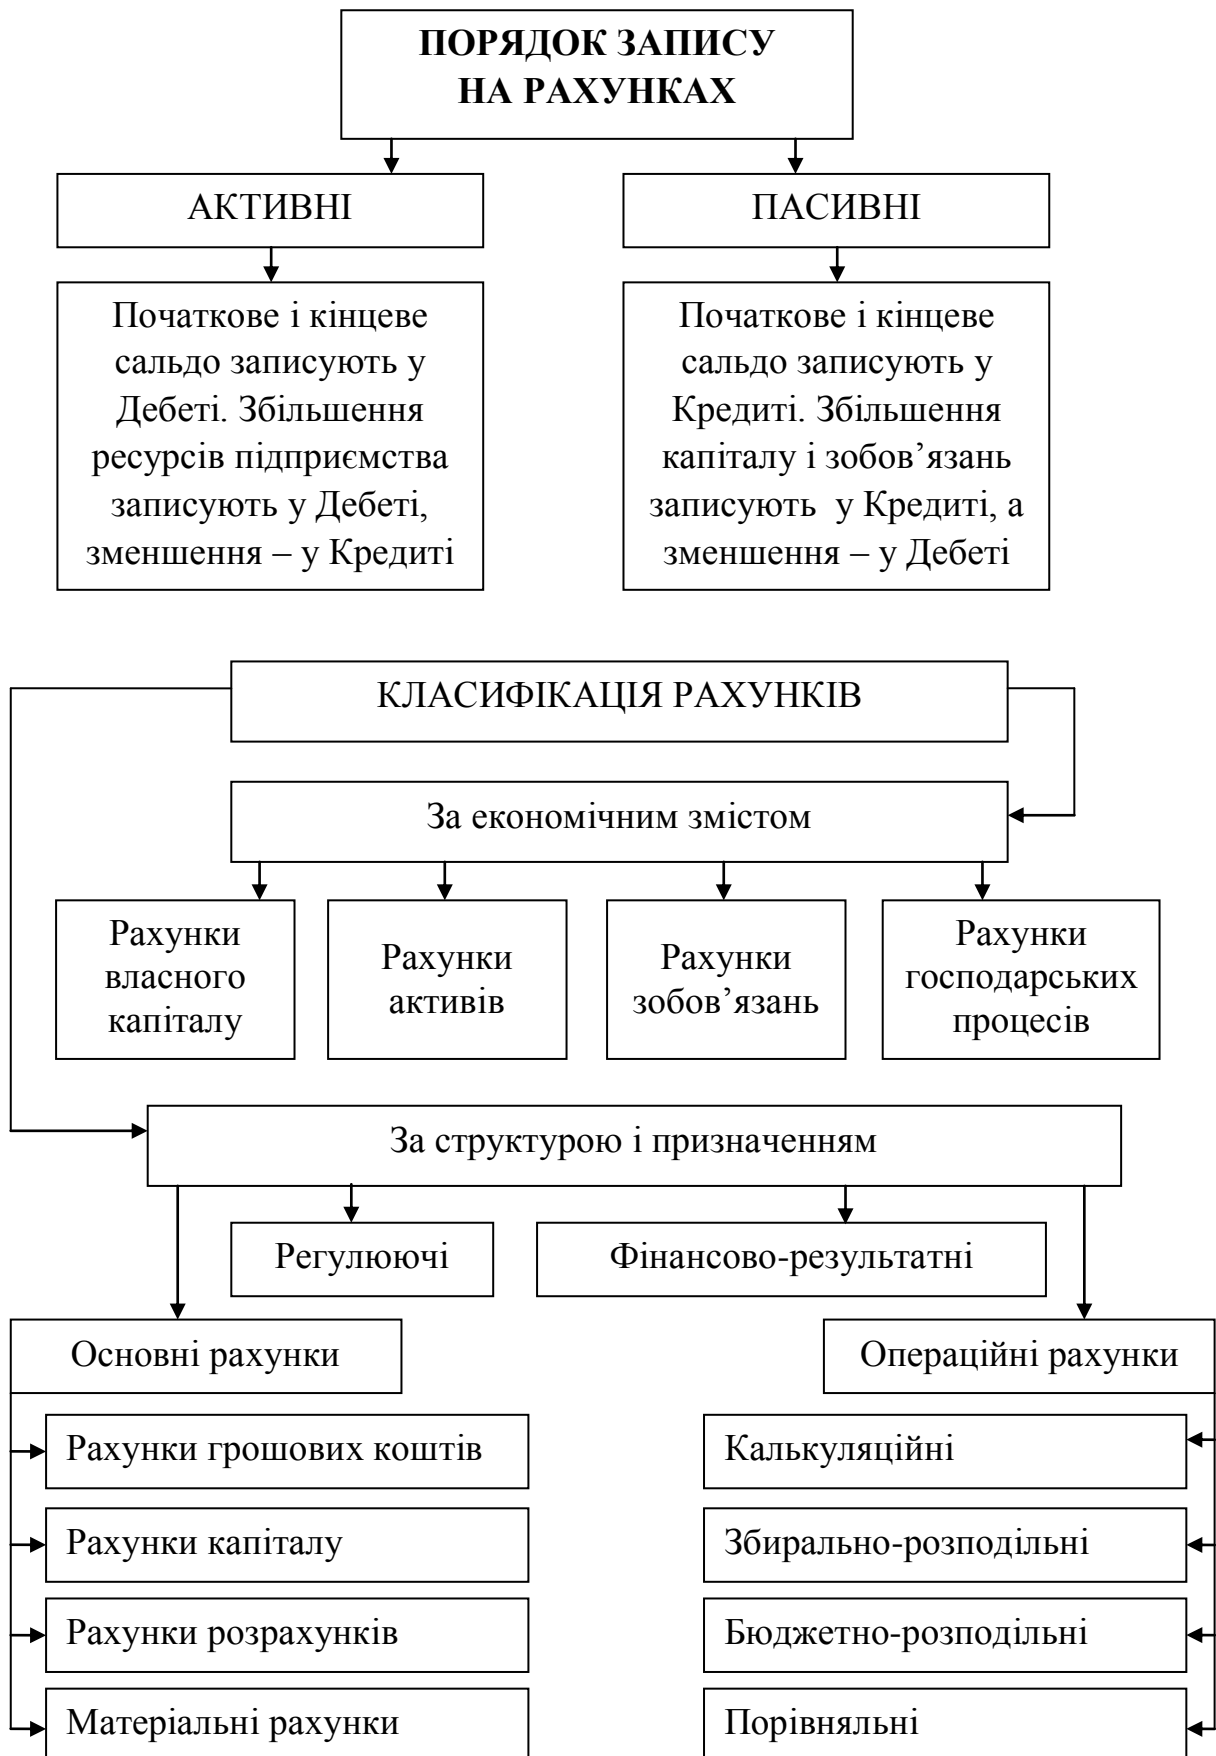 ПОРЯДОК ЗАПИСУ
НА РАХУНКАХ
АКТИВНІ
ПАСИВНІ
Початкове і кінцеве
сальдо записують у
Дебеті. Збільшення
ресурсів підприємства
записують у Дебеті,
зменшення – у Кредиті
Початкове і кінцеве
сальдо записують у
Кредиті. Збільшення
капіталу і зобов’язань
записують у Кредиті, а
зменшення – у Дебеті
КЛАСИФІКАЦІЯ РАХУНКІВ
За економічним змістом
Рахунки
власного
капіталу
Рахунки
активів
Рахунки
зобов’язань
Рахунки
господарських
процесів
За структурою і призначенням
Регулюючі
Фінансово-результатні
Основні рахунки
Операційні рахунки
Рахунки грошових коштів
Рахунки капіталу
Рахунки розрахунків
Матеріальні рахунки
Калькуляційні
Збирально-розподільні
Бюджетно-розподільні
Порівняльні